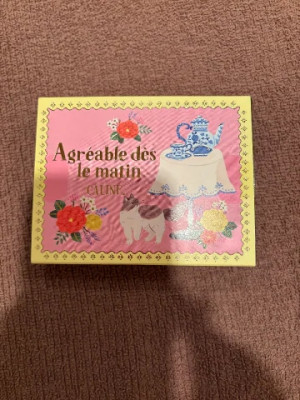 Agréable dès
le matin
CALINE